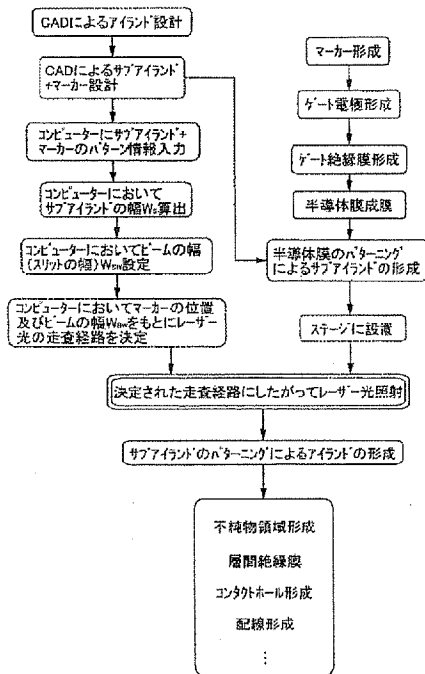 CADによるアイランド設計
CADによるサブアイランド
+マーカー設計
コンピューターにサブアイランド+
マーカーのパターン情報入力
コンピューターにおいて
サブアイランドの幅Ws算出
コンピューターにおいてビームの幅
(スリットの幅)WBW設定
コンピューターにおいてマーカーの位置
及びビームの幅WBWをもとにレーザー
光の走査経路を決定
マーカー形成
ゲート電極形成
ゲート絶縁膜形成
半導体膜成膜
半導体膜のパターニング
によるサブアイランドの形成
ステージに設置
決定された走査経路にしたがってレーザー光照射
サブアイランドのパターニングによるアイランドの形成
不純物領域形成
層間絶縁膜
コンタクトホール形成
配線形成
⋮